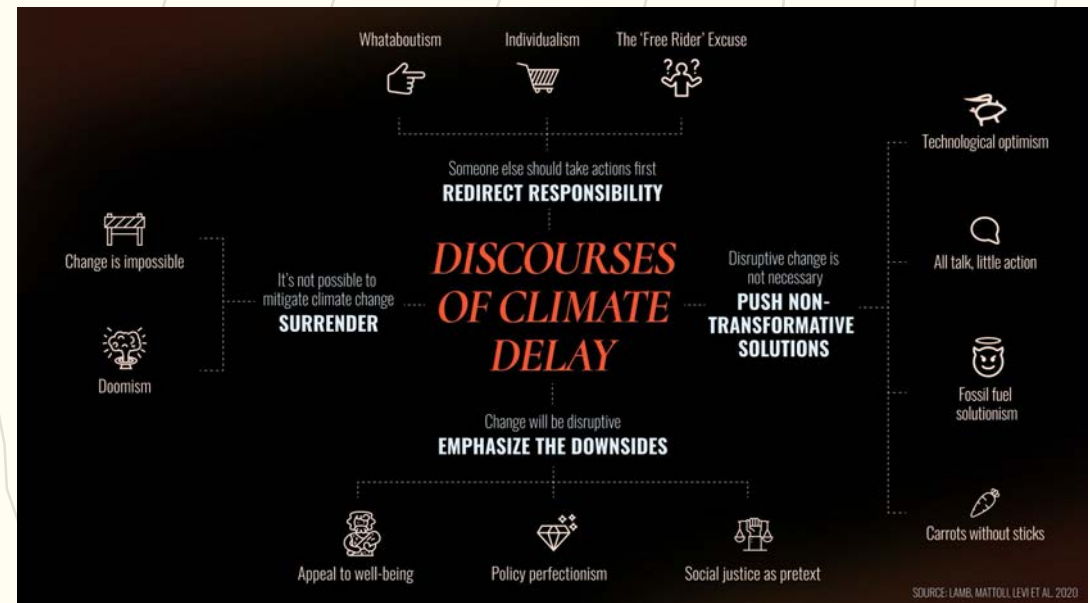 Whataboutism
Individualism
The 'Free Rider' Excuse
??
Someone else should take actions first
REDIRECT RESPONSIBILITY
Technological optimism
All talk, little action
Fossil fuel
solutionism
Carrots without sticks
Disruptive change is
not necessary
PUSH NON-
TRANSFORMATIVE
SOLUTIONS
DISCOURSES
OF CLIMATE
DELAY
It's not possible to
mitigate climate change
SURRENDER
Change is impossible
Doomism
Change will be disruptive
EMPHASIZE THE DOWNSIDES
Appeal to well-being
Policy perfectionism
Social justice as pretext
SOURCE: LAMB, MATTOLI, LEVI ET AL. 2020